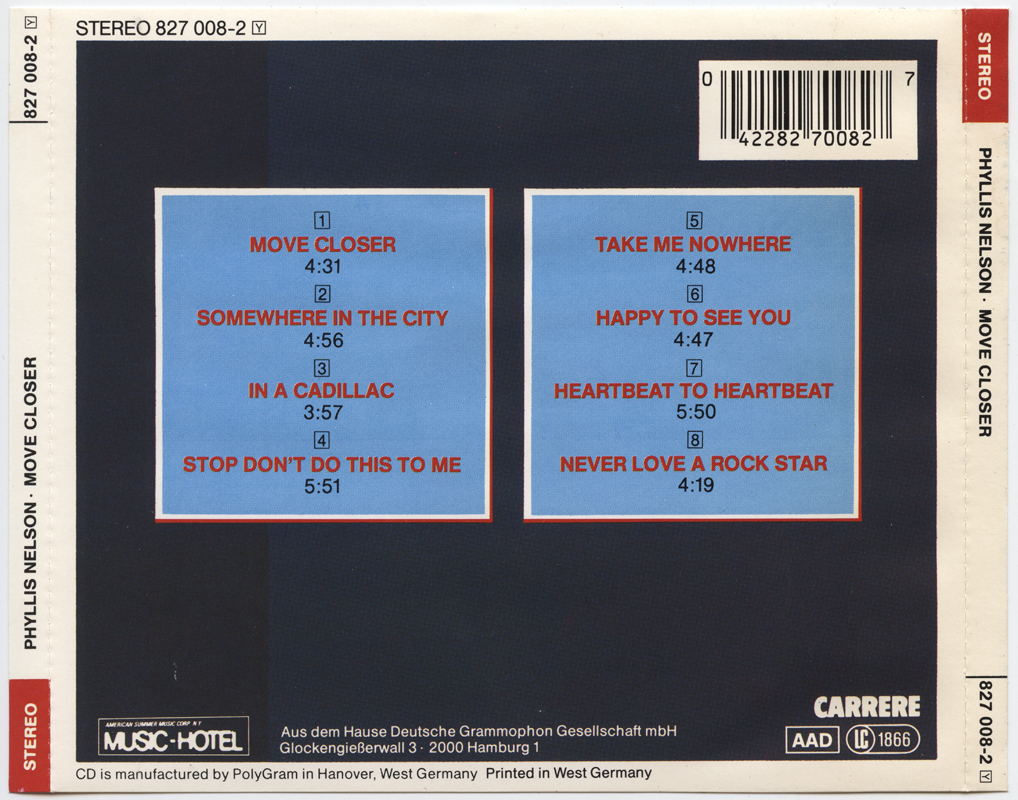 STEREO 827 008-2 Y
827 008-2 Y
PHYLLIS NELSON · MOVE CLOSER
STEREO
0 42282 70082 7
1
MOVE CLOSER
4:31
2
SOMEWHERE IN THE CITY
4:56
3
IN A CADILLAC
3:57
4
STOP DON'T DO THIS TO ME
5:51
5
TAKE ME NOWHERE
4:48
6
HAPPY TO SEE YOU
4:47
7
HEARTBEAT TO HEARTBEAT
5:50
8
NEVER LOVE A ROCK STAR
4:19
AMERICAN SUMMER MUSIC CORP N Y
MUSIC-HOTEL
Aus dem Hause Deutsche Grammophon Gesellschaft mbH
Glockengießerwall 3 · 2000 Hamburg 1
CARRERE
AAD LC 1866
CD is manufactured by PolyGram in Hanover, West Germany Printed in West Germany
STEREO
PHYLLIS NELSON · MOVE CLOSER
827 008-2 Y